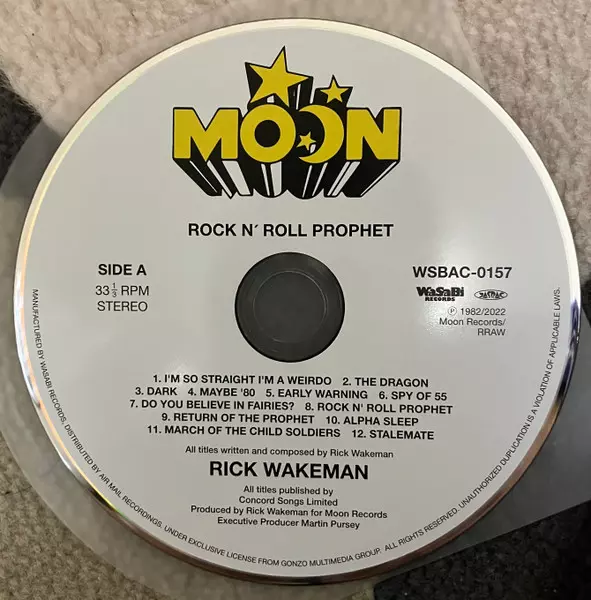 MOON
ROCK N' ROLL PROPHET
SIDE A
33 1/3 RPM
STEREO
WSBAC-0157
WaSaBi
RECORDS
JASRAC
Ⓟ 1982/2022
Moon Records/
RRAW
1. I'M SO STRAIGHT I'M A WEIRDO 2. THE DRAGON
3. DARK 4. MAYBE '80 5. EARLY WARNING 6. SPY OF 55
7. DO YOU BELIEVE IN FAIRIES? 8. ROCK N' ROLL PROPHET
9. RETURN OF THE PROPHET 10. ALPHA SLEEP
11. MARCH OF THE CHILD SOLDIERS 12. STALEMATE
All titles written and composed by Rick Wakeman
RICK WAKEMAN
All titles published by
Concord Songs Limited
Produced by Rick Wakeman for Moon Records
Executive Producer Martin Pursey
MANUFACTURED BY WASABI RECORDS, DISTRIBUTED BY AIR MAIL RECORDINGS. UNDER EXCLUSIVE LICENSE FROM GONZO MULTIMEDIA GROUP. ALL RIGHTS RESERVED. UNAUTHORIZED DUPLICATION IS A VIOLATION OF APPLICABLE LAWS.